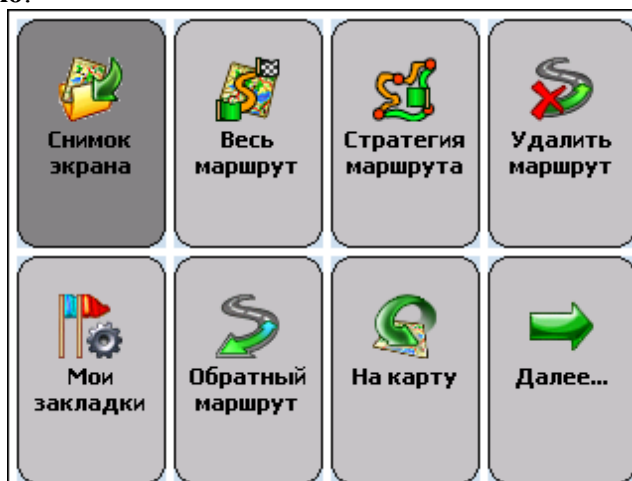 Снимок
экрана
Весь
маршрут
Стратегия
маршрута
Удалить
маршрут
Мои
закладки
Обратный
маршрут
На карту
Далее...